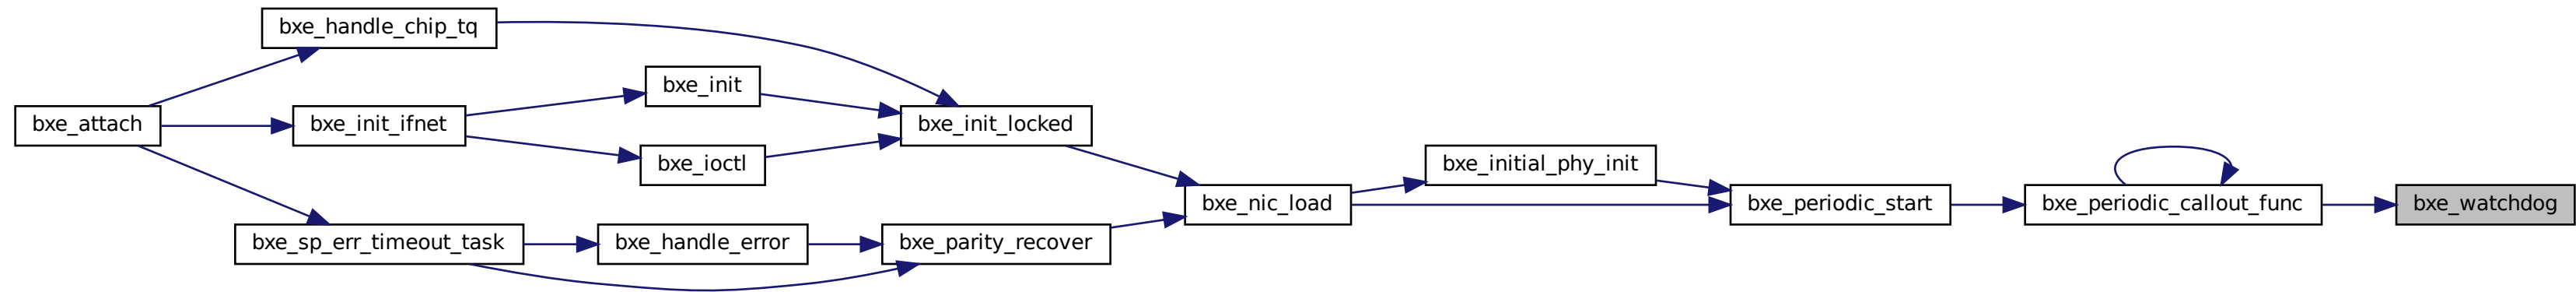 bxe_handle_chip_tq
bxe_init
bxe_attach
bxe_init_ifnet
bxe_init_locked
bxe_ioctl
bxe_initial_phy_init
bxe_nic_load
bxe_periodic_start
bxe_periodic_callout_func
bxe_watchdog
bxe_sp_err_timeout_task
bxe_handle_error
bxe_parity_recover